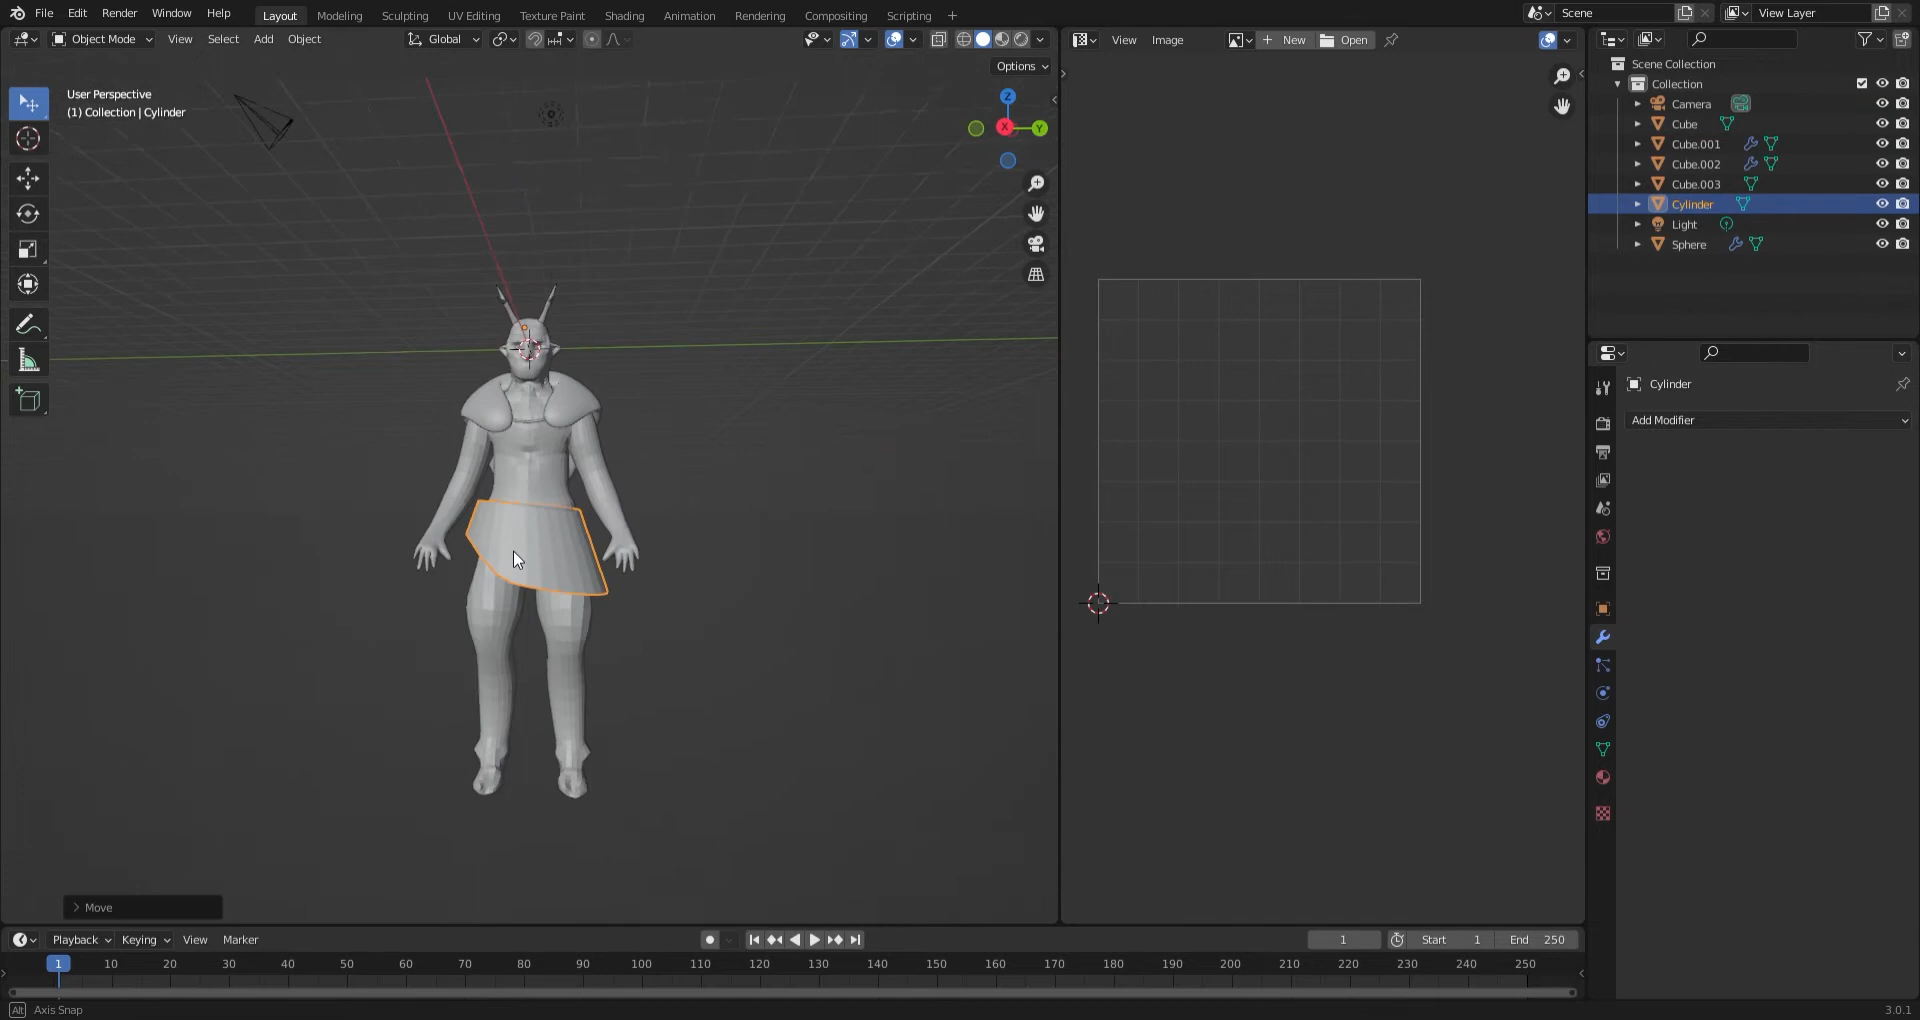 File Edit Render Window Help Layout Modeling Sculpting UV Editing Texture Paint Shading Animation Rendering Compositing Scripting + Scene View Layer
Object Mode View Select Add Object Global View Image + New Open
Options
User Perspective
(1) Collection | Cylinder
Z
X
Y
Scene Collection
Collection
Camera
Cube
Cube.001
Cube.002
Cube.003
Cylinder
Light
Sphere
Cylinder
Add Modifier
> Move
Playback Keying View Marker 1 Start 1 End 250
1 10 20 30 40 50 60 70 80 90 100 110 120 130 140 150 160 170 180 190 200 210 220 230 240 250
Alt Axis Snap 3.0.1